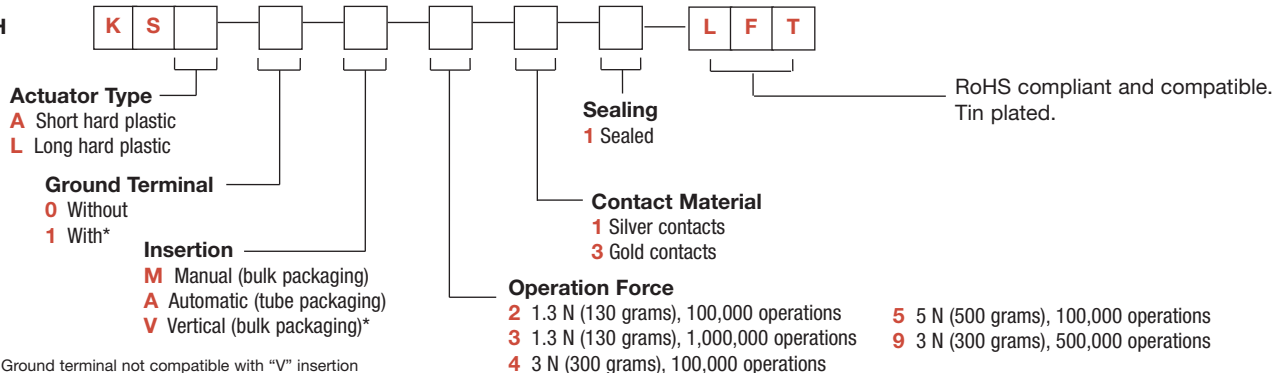 H
K S L F T
Actuator Type
A Short hard plastic
L Long hard plastic
Ground Terminal
0 Without
1 With*
Insertion
M Manual (bulk packaging)
A Automatic (tube packaging)
V Vertical (bulk packaging)*
Ground terminal not compatible with “V” insertion
Operation Force
2 1.3 N (130 grams), 100,000 operations
3 1.3 N (130 grams), 1,000,000 operations
4 3 N (300 grams), 100,000 operations
5 5 N (500 grams), 100,000 operations
9 3 N (300 grams), 500,000 operations
Contact Material
1 Silver contacts
3 Gold contacts
Sealing
1 Sealed
RoHS compliant and compatible.
Tin plated.